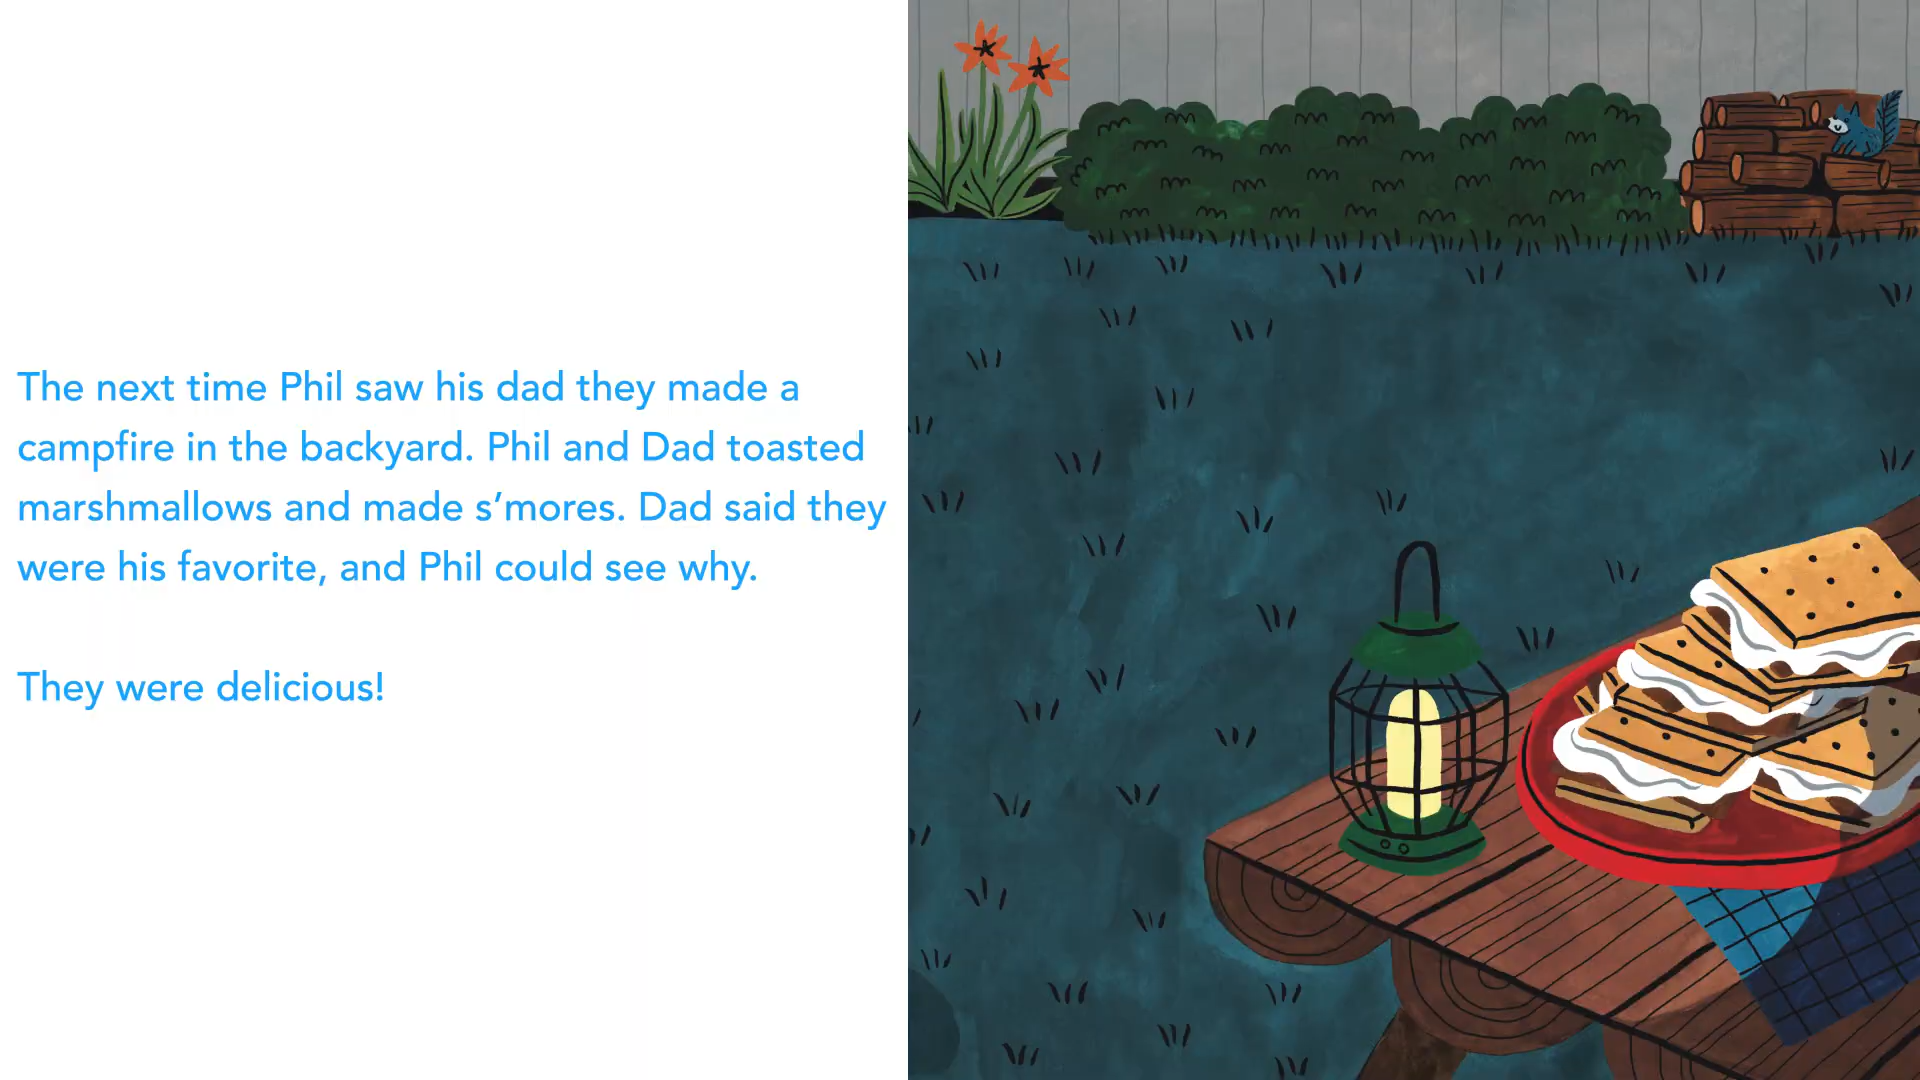 The next time Phil saw his dad they made a
campfire in the backyard. Phil and Dad toasted
marshmallows and made s’mores. Dad said they
were his favorite, and Phil could see why.
They were delicious!